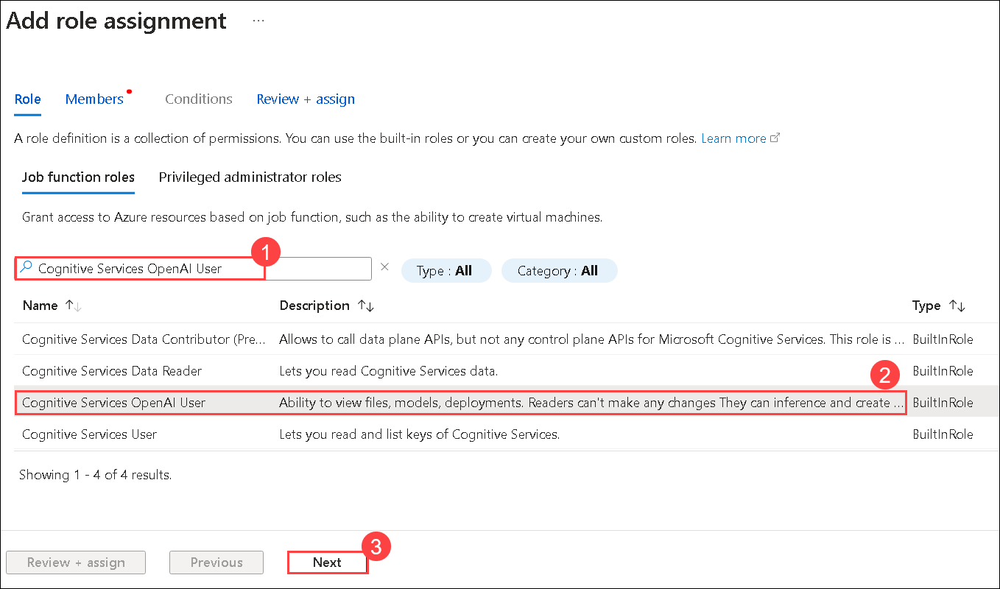 Add role assignment ...
Role Members Conditions Review + assign
A role definition is a collection of permissions. You can use the built-in roles or you can create your own custom roles. Learn more
Job function roles Privileged administrator roles
Grant access to Azure resources based on job function, such as the ability to create virtual machines.
1
Cognitive Services OpenAI User Type : All Category : All
Name Description Type
Cognitive Services Data Contributor (Pre... Allows to call data plane APIs, but not any control plane APIs for Microsoft Cognitive Services. This role is ... BuiltInRole
Cognitive Services Data Reader Lets you read Cognitive Services data. BuiltInRole
2
Cognitive Services OpenAI User Ability to view files, models, deployments. Readers can't make any changes They can inference and create ... BuiltInRole
Cognitive Services User Lets you read and list keys of Cognitive Services. BuiltInRole
Showing 1 - 4 of 4 results.
3
Review + assign Previous Next